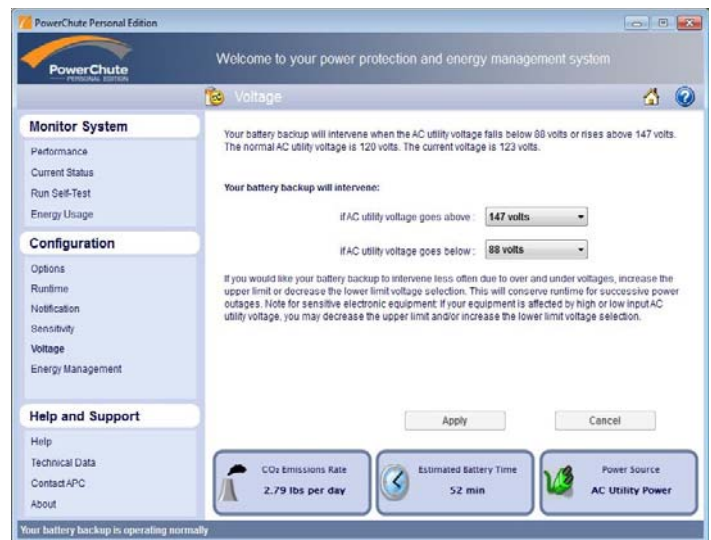 PowerChute Personal Edition
PowerChute
PERSONAL EDITION
Welcome to your power protection and energy management system
Voltage
Monitor System
Performance
Current Status
Run Self-Test
Energy Usage
Configuration
Options
Runtime
Notification
Sensitivity
Voltage
Energy Management
Help and Support
Help
Technical Data
Contact APC
About
Your battery backup will intervene when the AC utility voltage falls below 88 volts or rises above 147 volts.
The normal AC utility voltage is 120 volts. The current voltage is 123 volts.
Your battery backup will intervene:
if AC utility voltage goes above : 147 volts
if AC utility voltage goes below : 88 volts
If you would like your battery backup to intervene less often due to over and under voltages, increase the
upper limit or decrease the lower limit voltage selection. This will conserve runtime for successive power
outages. Note for sensitive electronic equipment: If your equipment is affected by high or low input AC
utility voltage, you may decrease the upper limit and/or increase the lower limit voltage selection.
Apply Cancel
CO2 Emissions Rate
2.79 lbs per day
Estimated Battery Time
52 min
Power Source
AC Utility Power
Your battery backup is operating normally